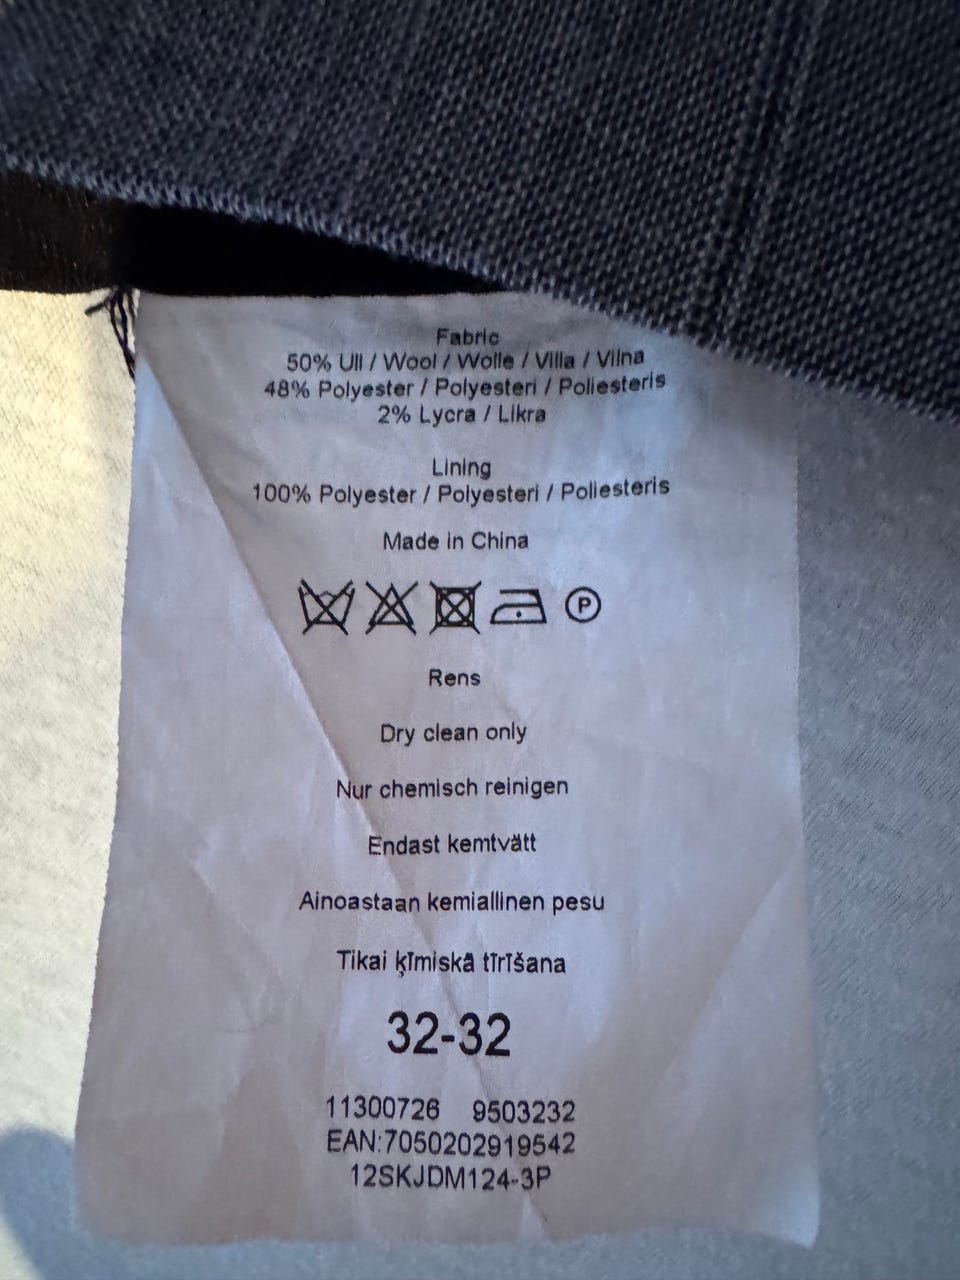 Fabric
50% Ull / Wool / Wolle / Villa / Vilna
48% Polyester / Polyesteri / Poliesteris
2% Lycra / Likra
Lining
100% Polyester / Polyesteri / Poliesteris
Made in China
P
Rens
Dry clean only
Nur chemisch reinigen
Endast kemtvätt
Ainoastaan kemiallinen pesu
Tikai ķīmiskā tīrīšana
32-32
11300726 9503232
EAN:7050202919542
12SKJDM124-3P